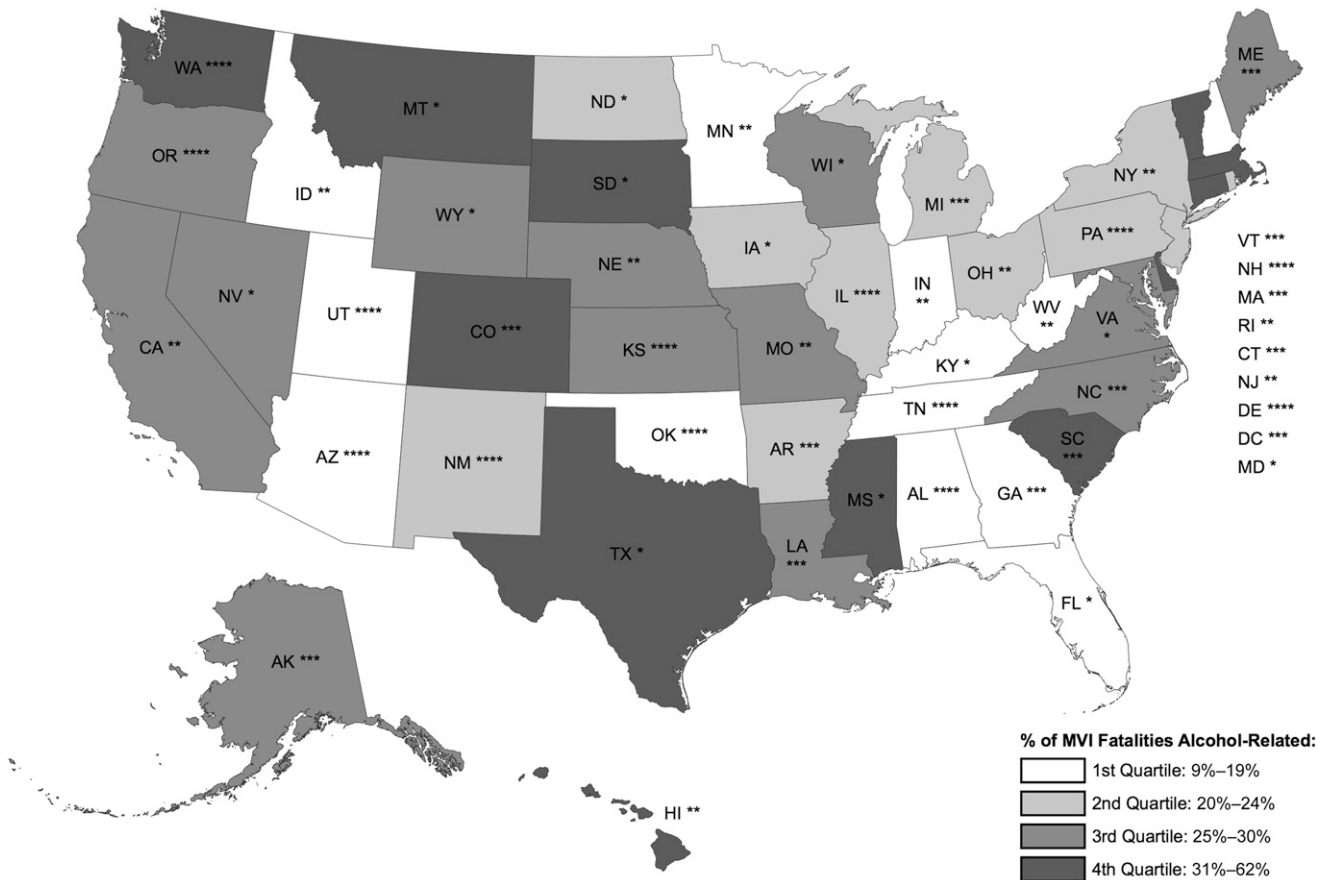 WA ****
MT *
ND *
MN **
ME
***
OR ****
ID **
WY *
SD *
WI *
MI ***
NY **
NV *
UT ****
CO ***
NE **
IA *
IL ****
IN
**
OH **
PA ****
WV
**
VA
*
CA **
KS ****
MO **
KY *
NC ***
TN ****
AZ ****
NM ****
OK ****
AR ***
SC
***
TX *
LA
***
MS *
AL ****
GA ***
FL *
AK ***
HI **
VT ***
NH ****
MA ***
RI **
CT ***
NJ **
DE ****
DC ***
MD *
% of MVI Fatalities Alcohol-Related:
1st Quartile: 9%–19%
2nd Quartile: 20%–24%
3rd Quartile: 25%–30%
4th Quartile: 31%–62%